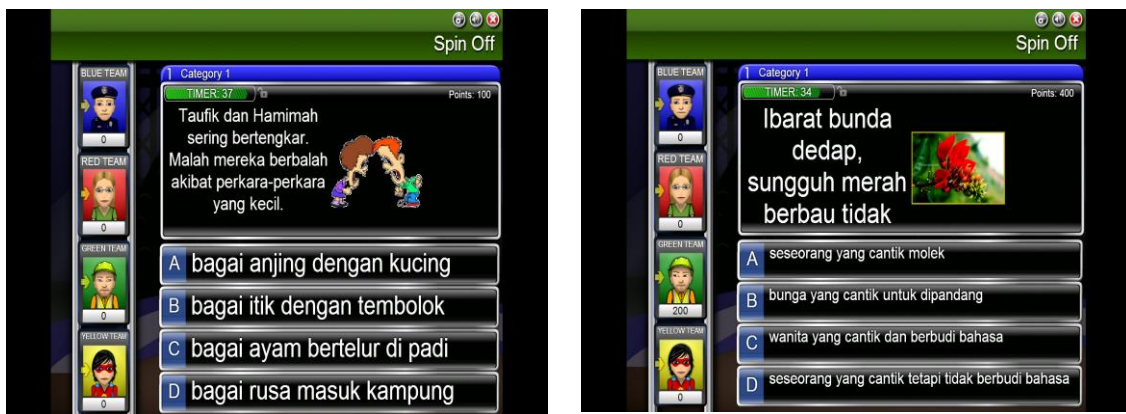 Spin Off
BLUE TEAM
0
RED TEAM
0
GREEN TEAM
0
YELLOW TEAM
0
1 Category 1
TIMER: 37
Points: 100
Taufik dan Hamimah
sering bertengkar.
Malah mereka berbalah
akibat perkara-perkara
yang kecil.
A bagai anjing dengan kucing
B bagai itik dengan tembolok
C bagai ayam bertelur di padi
D bagai rusa masuk kampung
Spin Off
BLUE TEAM
0
RED TEAM
0
GREEN TEAM
200
YELLOW TEAM
0
1 Category 1
TIMER: 34
Points: 400
Ibarat bunda
dedap,
sungguh merah
berbau tidak
A seseorang yang cantik molek
B bunga yang cantik untuk dipandang
C wanita yang cantik dan berbudi bahasa
D seseorang yang cantik tetapi tidak berbudi bahasa